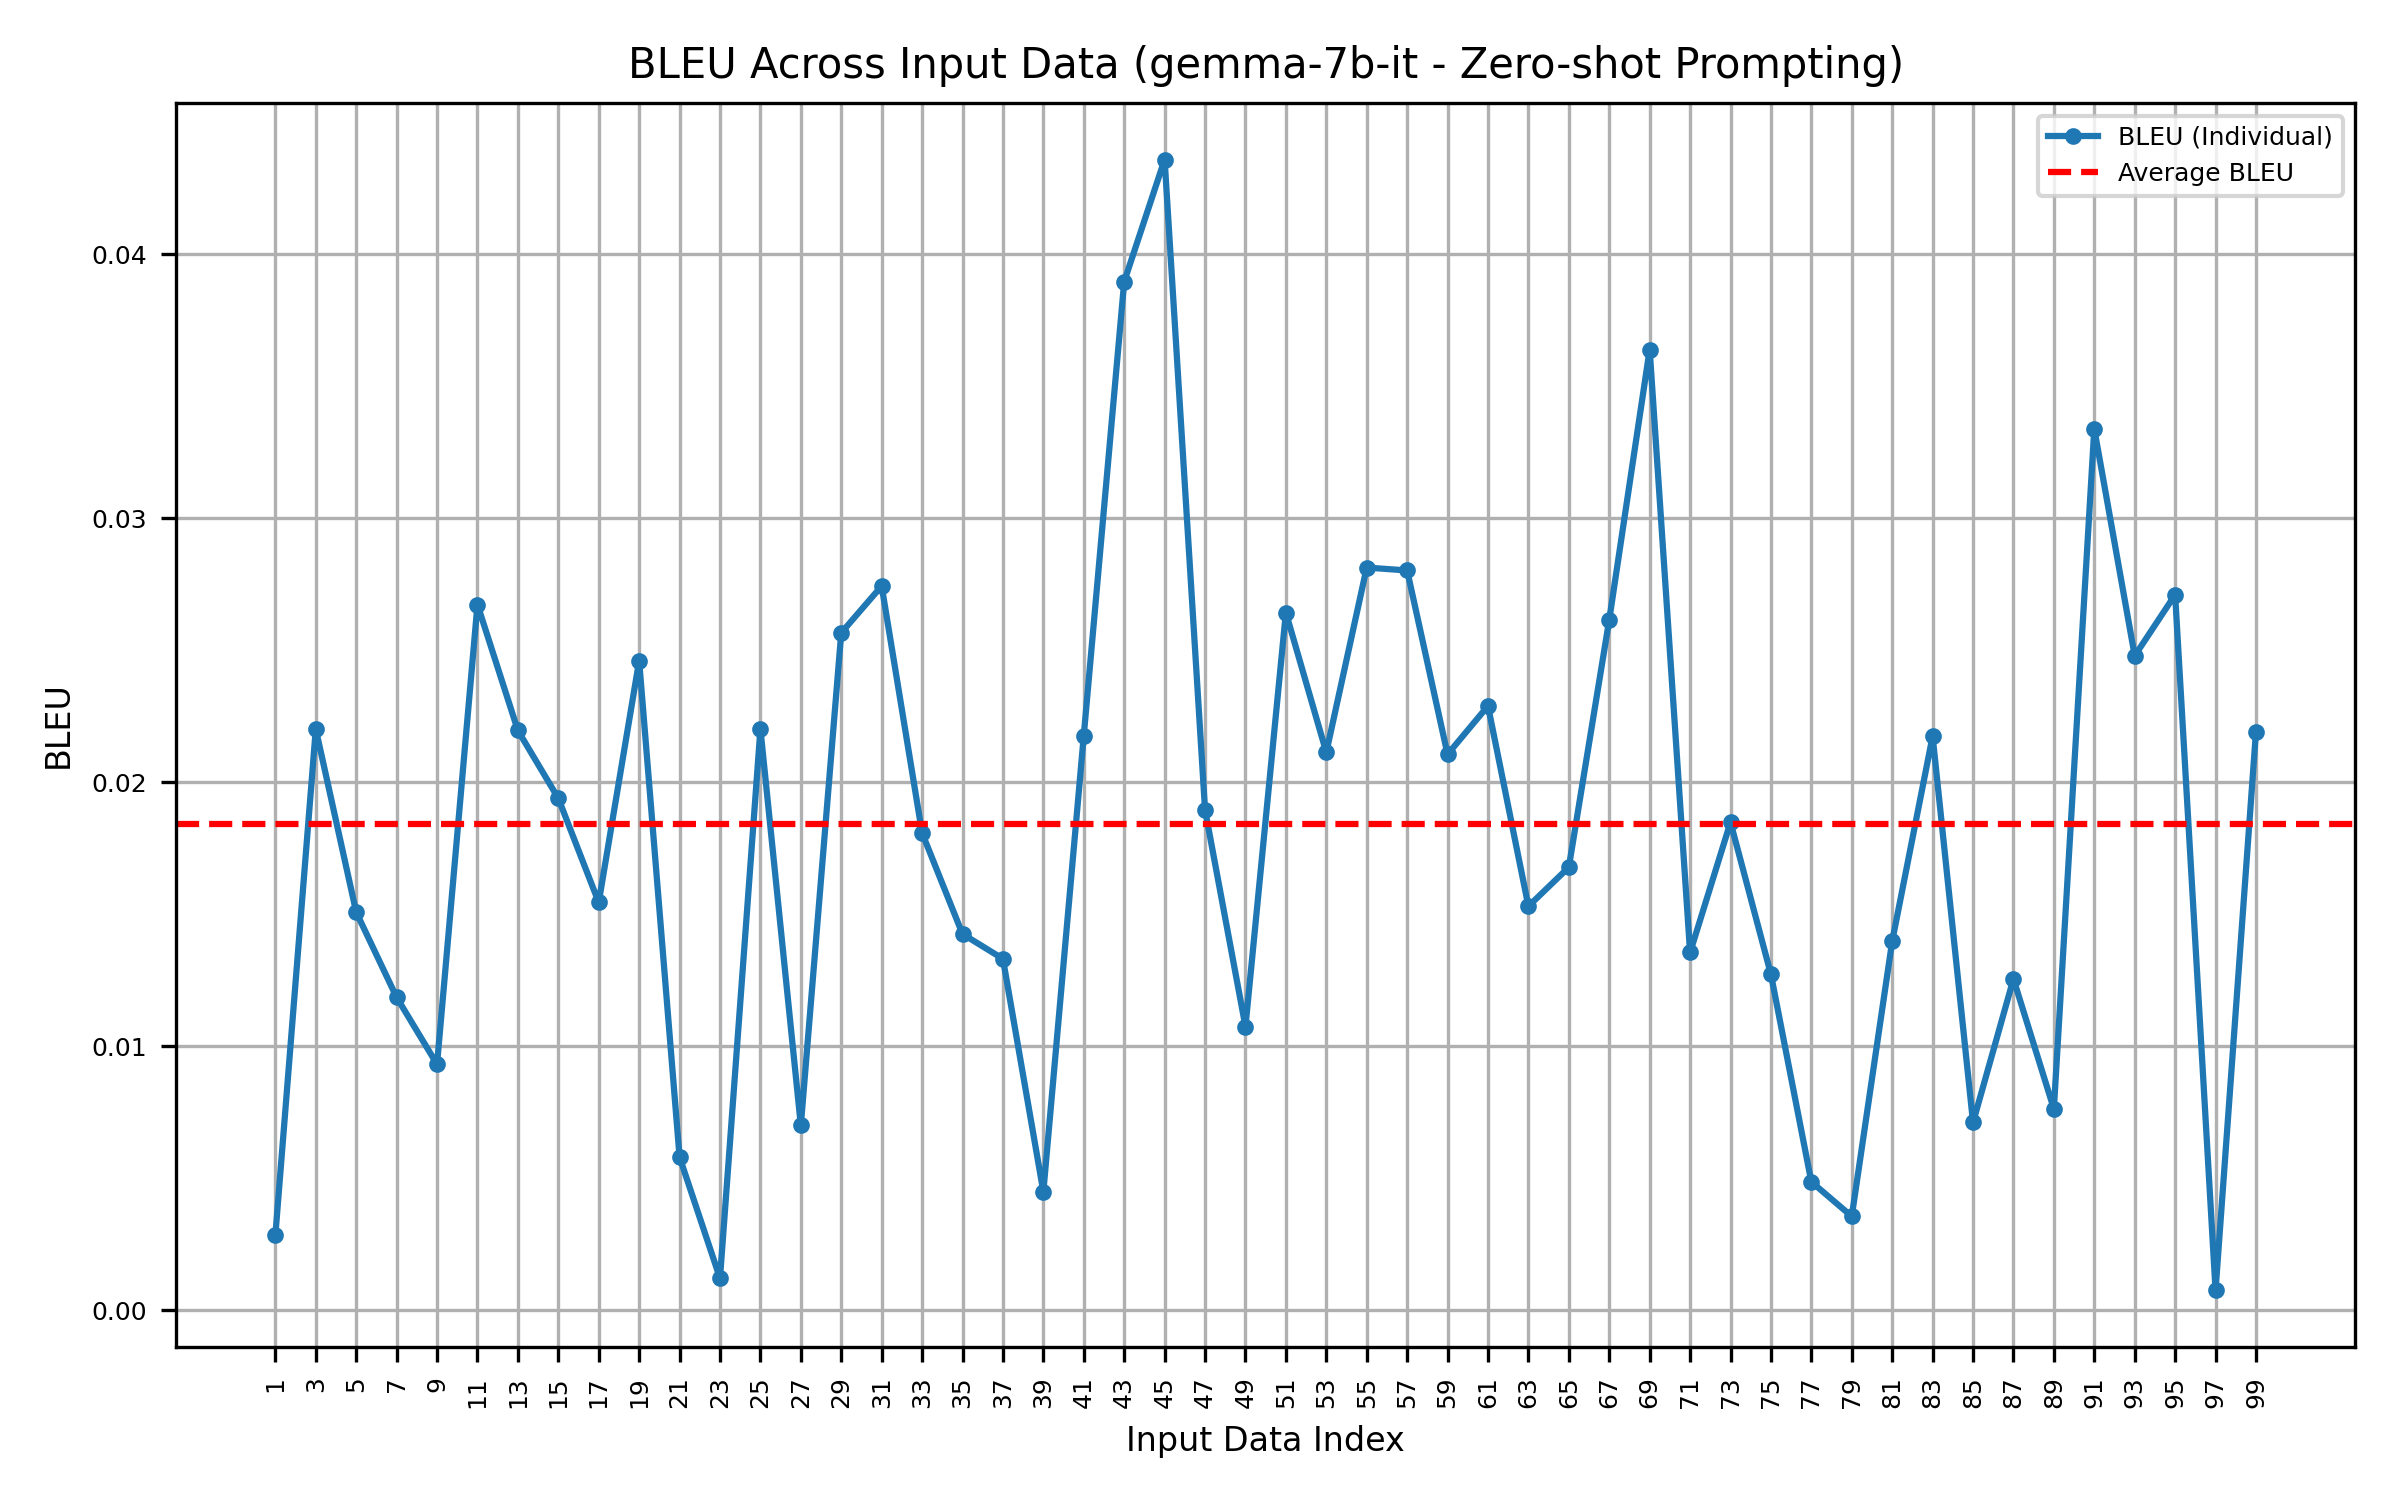 BLEU Across Input Data (gemma-7b-it - Zero-shot Prompting)
BLEU (Individual)
Average BLEU
0.04
0.03
0.02
0.01
0.00
BLEU
1 3 5 7 9 11 13 15 17 19 21 23 25 27 29 31 33 35 37 39 41 43 45 47 49 51 53 55 57 59 61 63 65 67 69 71 73 75 77 79 81 83 85 87 89 91 93 95 97 99
Input Data Index